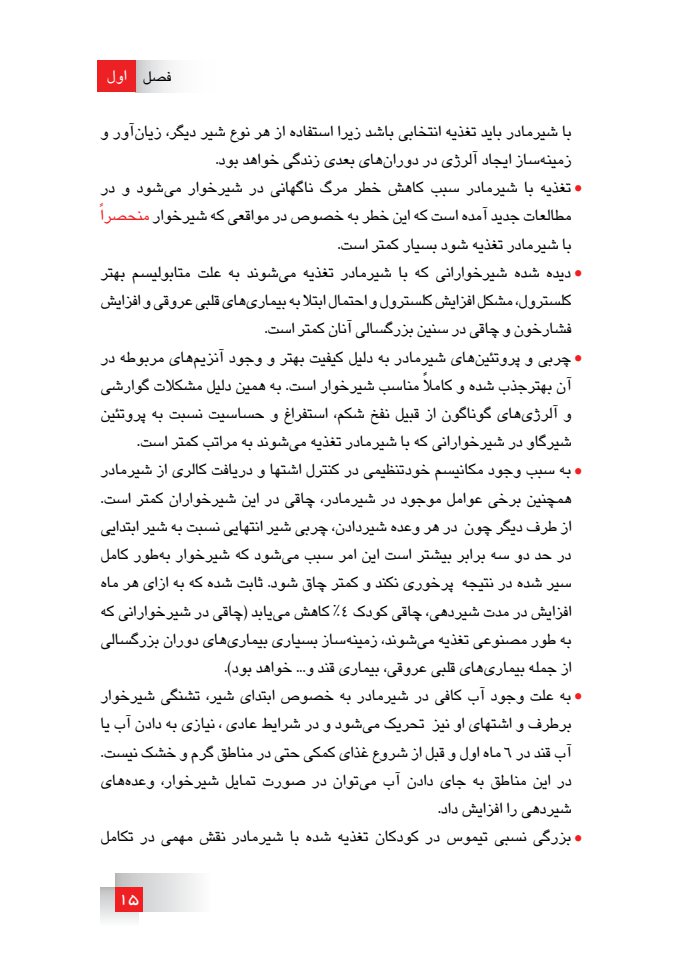 فصل اول
با شیرمادر باید تغذیه انتخابی باشد زیرا استفاده از هر نوع شیر دیگر، زیان‌آور و
زمینه‌ساز ایجاد آلرژی در دوران‌های بعدی زندگی خواهد بود.
• تغذیه با شیرمادر سبب کاهش خطر مرگ ناگهانی در شیرخوار می‌شود و در
مطالعات جدید آمده است که این خطر به خصوص در مواقعی که شیرخوار منحصراً
با شیرمادر تغذیه شود بسیار کمتر است.
• دیده شده شیرخوارانی که با شیرمادر تغذیه می‌شوند به علت متابولیسم بهتر
کلسترول، مشکل افزایش کلسترول و احتمال ابتلا به بیماری‌های قلبی عروقی و افزایش
فشارخون و چاقی در سنین بزرگسالی آنان کمتر است.
• چربی و پروتئین‌های شیرمادر به دلیل کیفیت بهتر و وجود آنزیم‌های مربوطه در
آن بهترجذب شده و کاملاً مناسب شیرخوار است. به همین دلیل مشکلات گوارشی
و آلرژی‌های گوناگون از قبیل نفخ شکم، استفراغ و حساسیت نسبت به پروتئین
شیرگاو در شیرخوارانی که با شیرمادر تغذیه می‌شوند به مراتب کمتر است.
• به سبب وجود مکانیسم خودتنظیمی در کنترل اشتها و دریافت کالری از شیرمادر
همچنین برخی عوامل موجود در شیرمادر، چاقی در این شیرخواران کمتر است.
از طرف دیگر چون در هر وعده شیردادن، چربی شیر انتهایی نسبت به شیر ابتدایی
در حد دو سه برابر بیشتر است این امر سبب می‌شود که شیرخوار به‌طور کامل
سیر شده در نتیجه پرخوری نکند و کمتر چاق شود. ثابت شده که به ازای هر ماه
افزایش در مدت شیردهی، چاقی کودک ٤٪ کاهش می‌یابد (چاقی در شیرخوارانی که
به طور مصنوعی تغذیه می‌شوند، زمینه‌ساز بسیاری بیماری‌های دوران بزرگسالی
از جمله بیماری‌های قلبی عروقی، بیماری قند و... خواهد بود).
• به علت وجود آب کافی در شیرمادر به خصوص ابتدای شیر، تشنگی شیرخوار
برطرف و اشتهای او نیز تحریک می‌شود و در شرایط عادی ، نیازی به دادن آب یا
آب قند در ٦ ماه اول و قبل از شروع غذای کمکی حتی در مناطق گرم و خشک نیست.
در این مناطق به جای دادن آب می‌توان در صورت تمایل شیرخوار، وعده‌های
شیردهی را افزایش داد.
• بزرگی نسبی تیموس در کودکان تغذیه شده با شیرمادر نقش مهمی در تکامل
۱۵